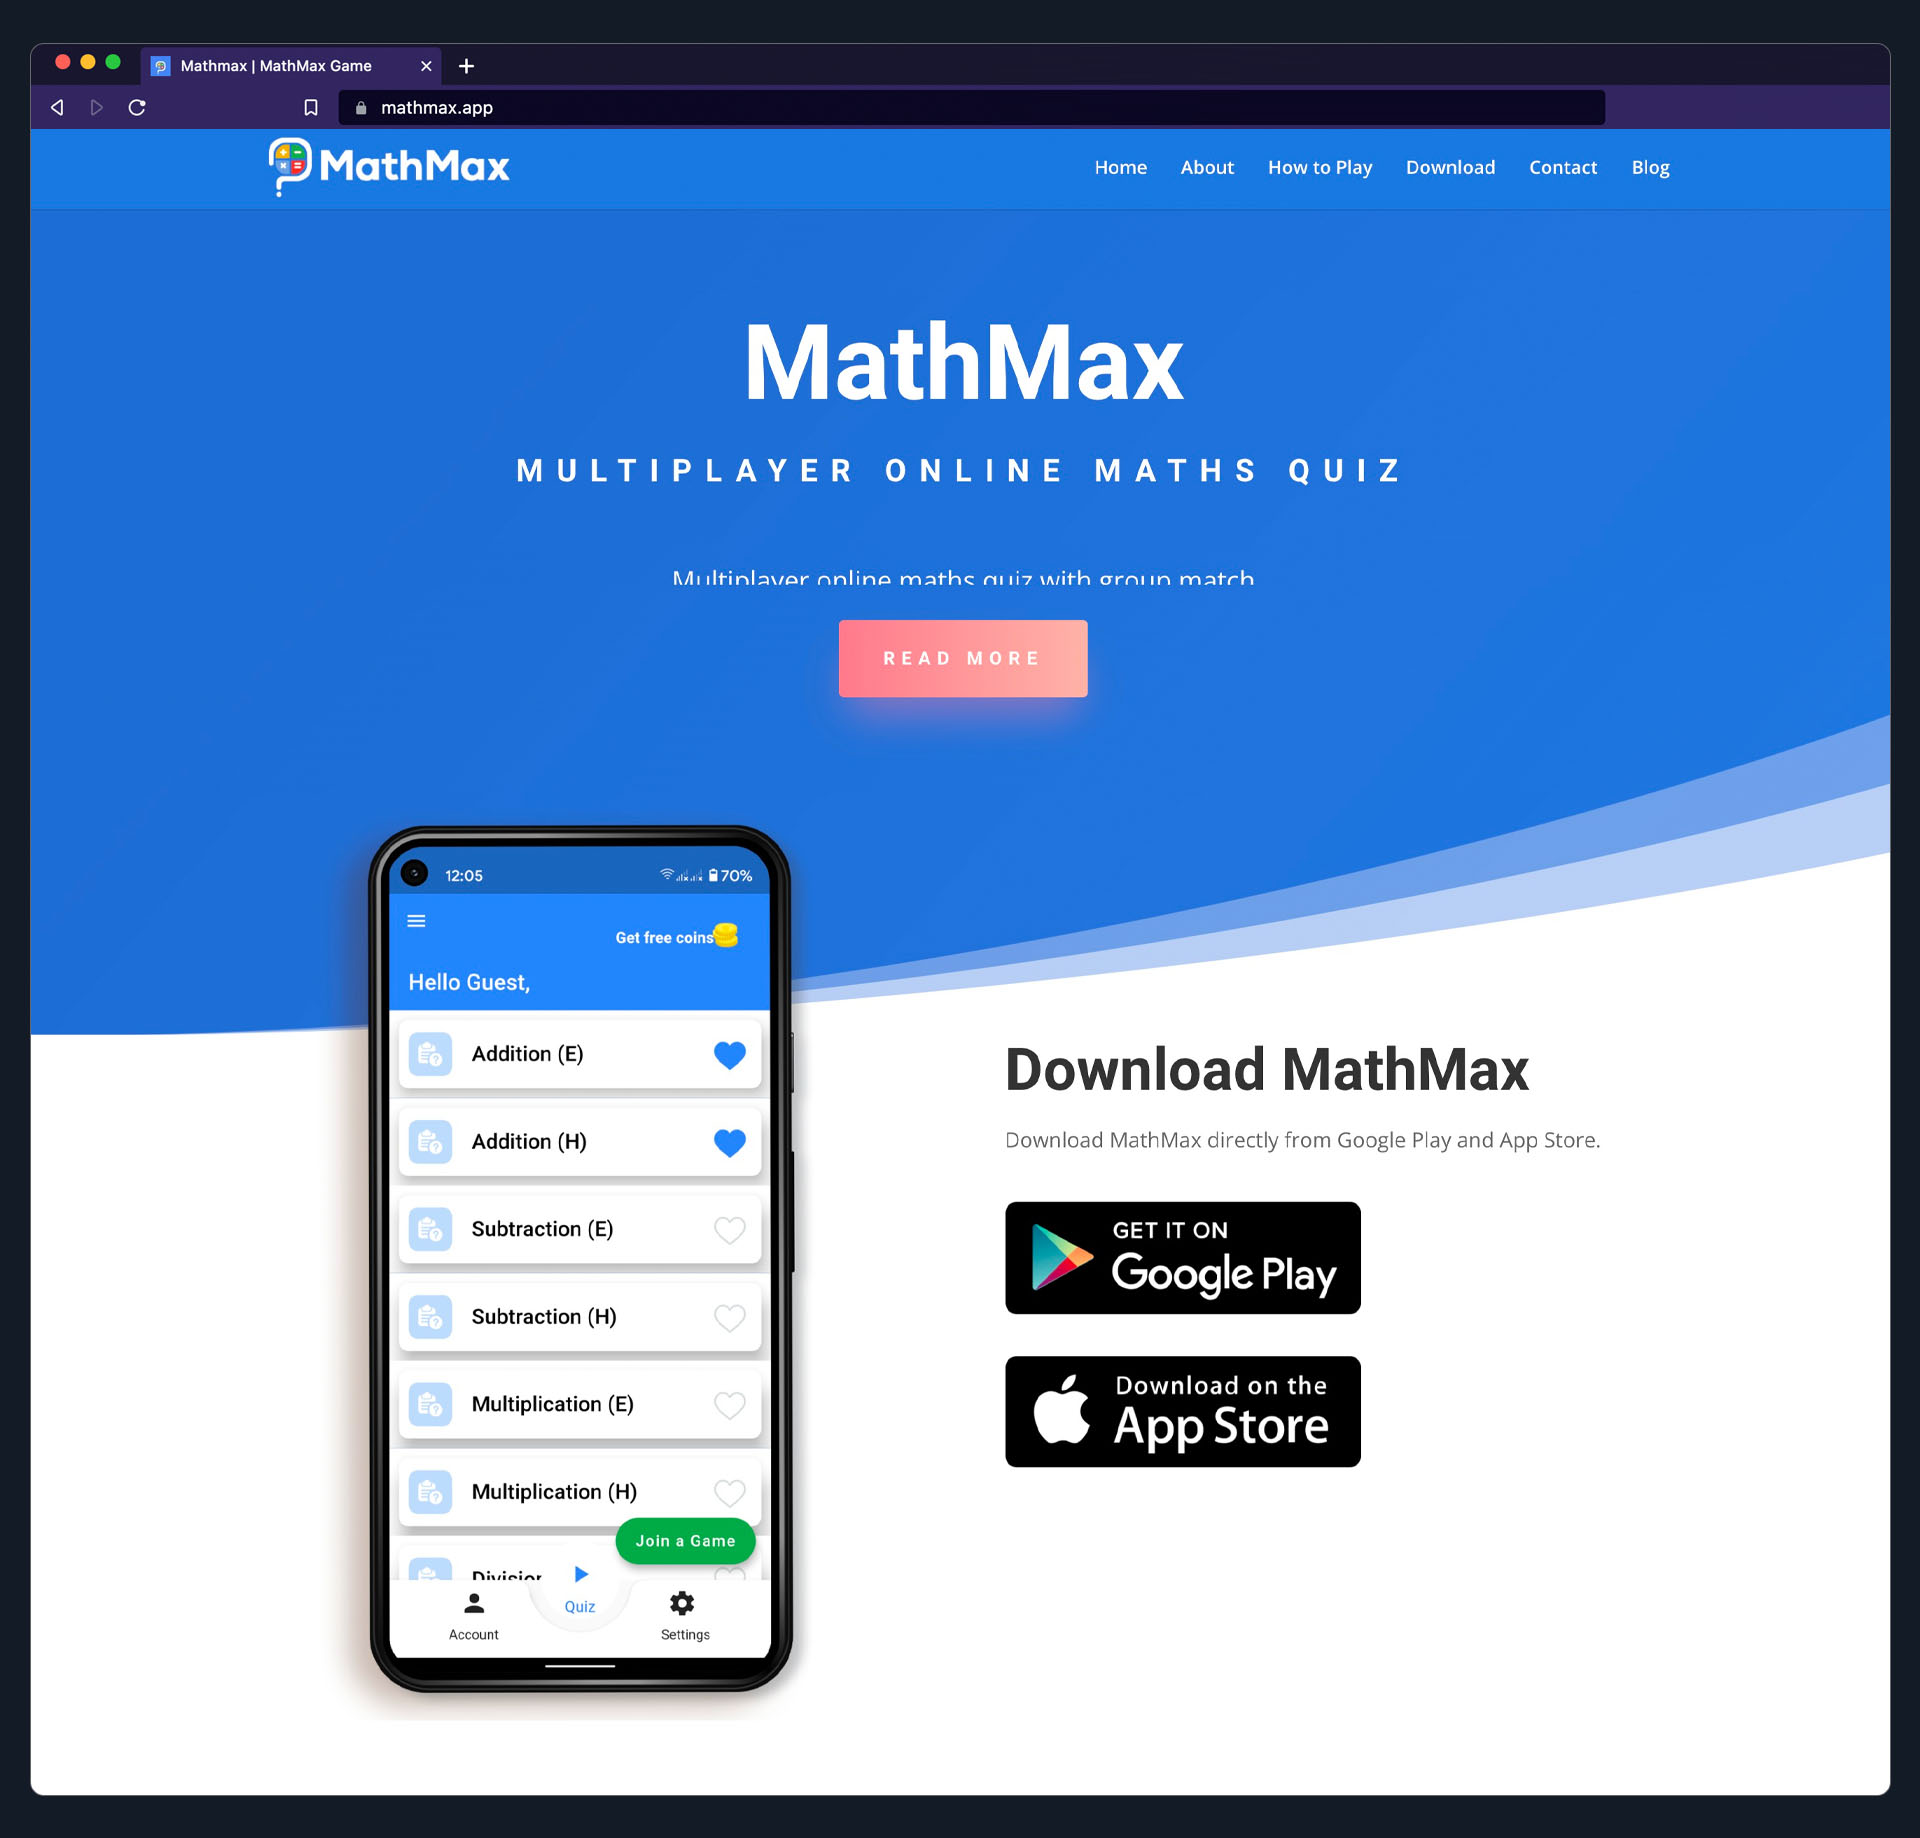 Mathmax | MathMax Game
mathmax.app
MathMax
Home About How to Play Download Contact Blog
MathMax
MULTIPLAYER ONLINE MATHS QUIZ
Multiplayer online maths quiz with group match
READ MORE
12:05 70%
Get free coins
Hello Guest,
Addition (E)
Addition (H)
Subtraction (E)
Subtraction (H)
Multiplication (E)
Multiplication (H)
Join a Game
Division
Quiz
Account
Settings
Download MathMax
Download MathMax directly from Google Play and App Store.
GET IT ON
Google Play
Download on the
App Store